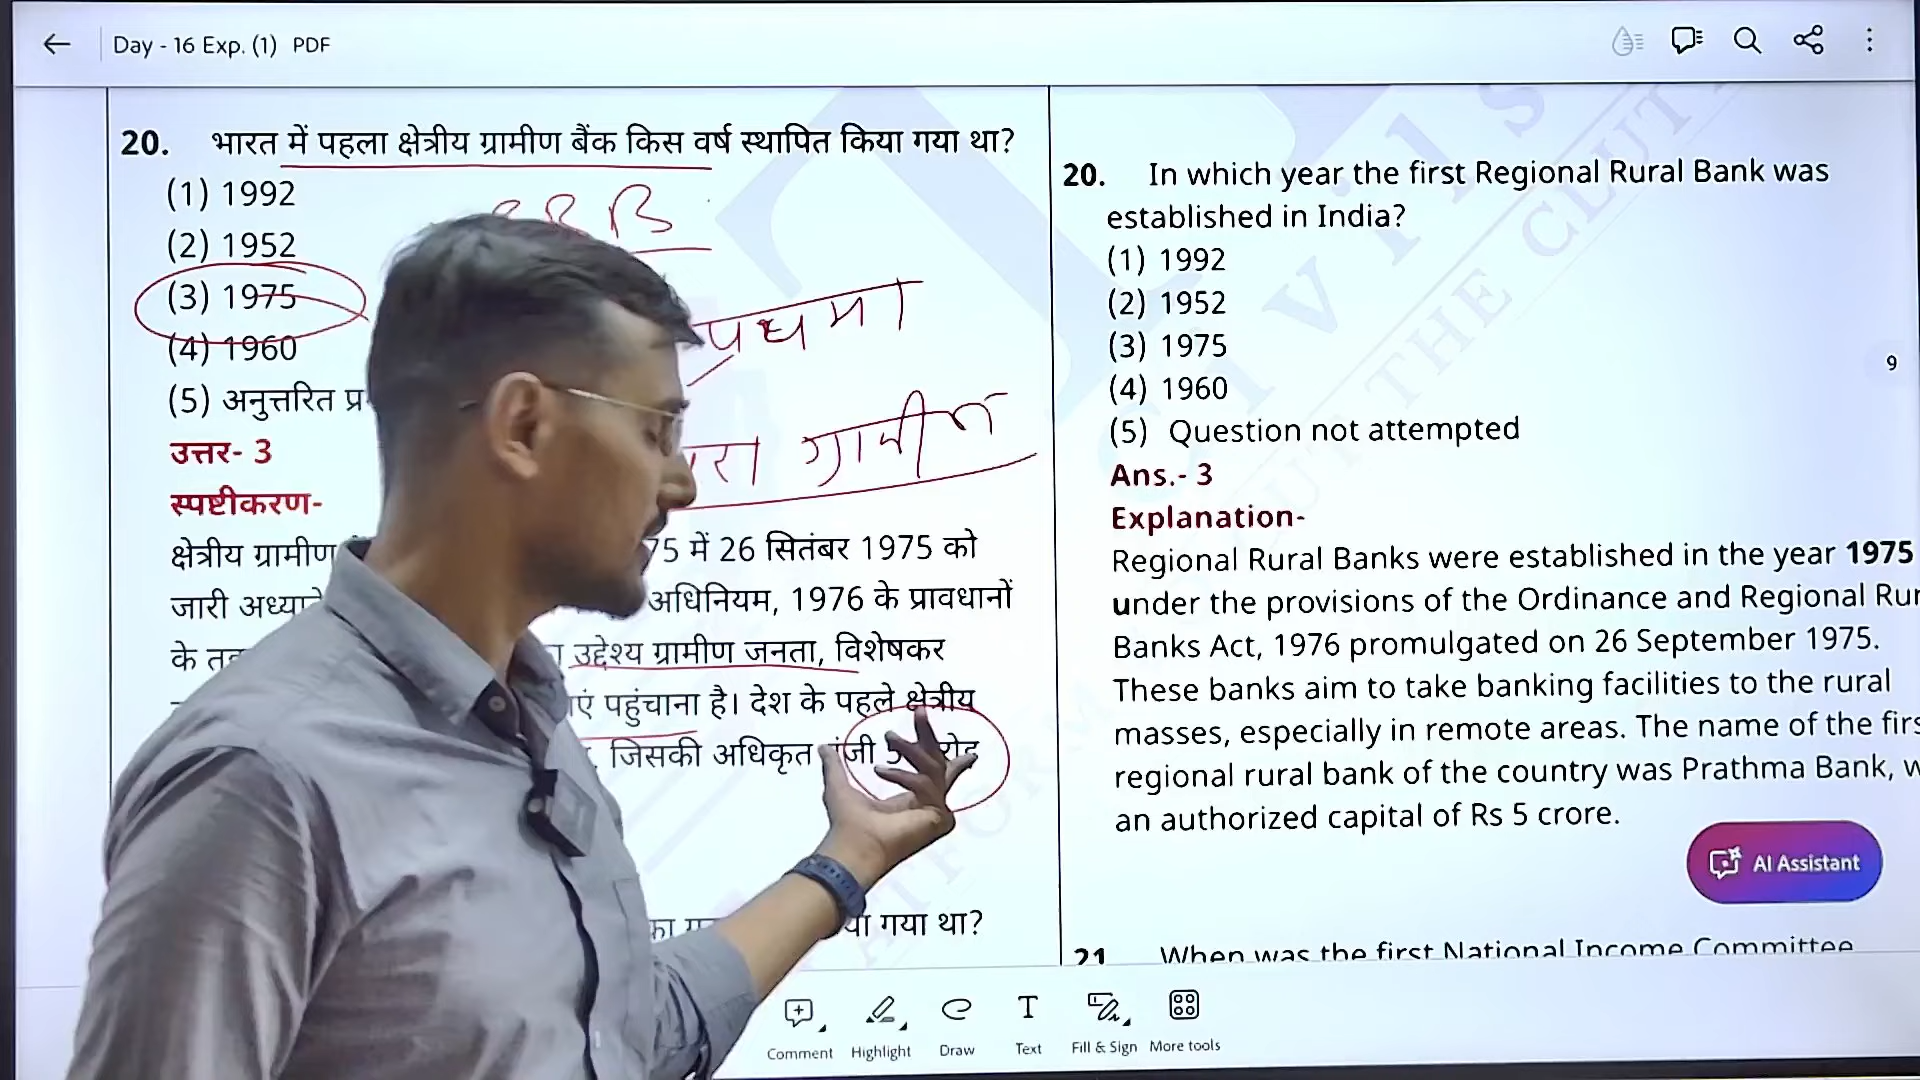 Day - 16 Exp. (1) PDF
20. भारत में पहला क्षेत्रीय ग्रामीण बैंक किस वर्ष स्थापित किया गया था?
(1) 1992
(2) 1952
(3) 1975
(4) 1960
(5) अनुत्तरित
उत्तर- 3
स्पष्टीकरण-
क्षेत्रीय ग्रामीण 75 में 26 सितंबर 1975 को
जारी अधिनियम, 1976 के प्रावधानों
के उद्देश्य ग्रामीण जनता, विशेषकर
पहुंचाना है। देश के पहले क्षेत्रीय
जिसकी अधिकृत
गया था?
B B
प्रथमा
ग्रामीण
20. In which year the first Regional Rural Bank was
established in India?
(1) 1992
(2) 1952
(3) 1975
(4) 1960
(5) Question not attempted
Ans.- 3
Explanation-
Regional Rural Banks were established in the year 1975
under the provisions of the Ordinance and Regional
Banks Act, 1976 promulgated on 26 September 1975.
These banks aim to take banking facilities to the rural
masses, especially in remote areas. The name of the
regional rural bank of the country was Prathma Bank,
an authorized capital of Rs 5 crore.
9
AI Assistant
21 When was the first National Income Committee
Comment Highlight Draw Text Fill & Sign More tools